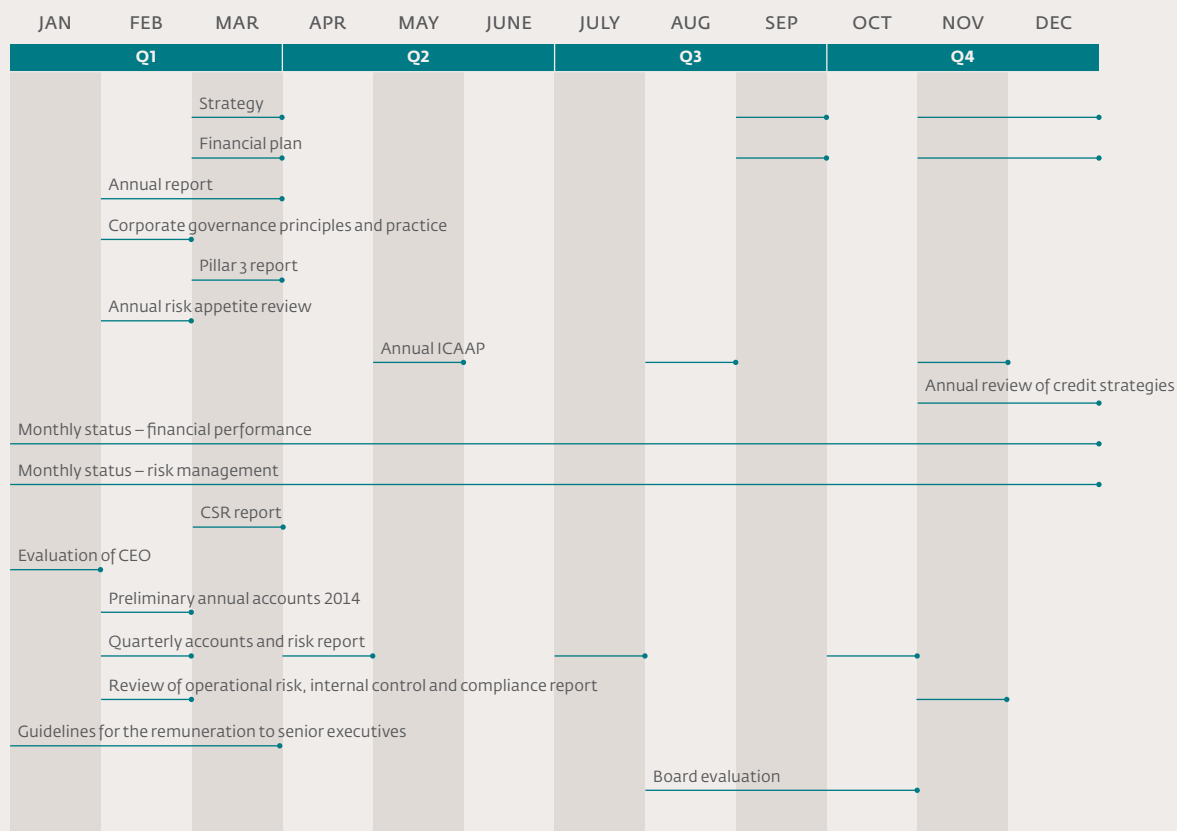 JAN FEB MAR APR MAY JUNE JULY AUG SEP OCT NOV DEC
Q1 Q2 Q3 Q4
Strategy
Financial plan
Annual report
Corporate governance principles and practice
Pillar 3 report
Annual risk appetite review
Annual ICAAP
Annual review of credit strategies
Monthly status – financial performance
Monthly status – risk management
CSR report
Evaluation of CEO
Preliminary annual accounts 2014
Quarterly accounts and risk report
Review of operational risk, internal control and compliance report
Guidelines for the remuneration to senior executives
Board evaluation